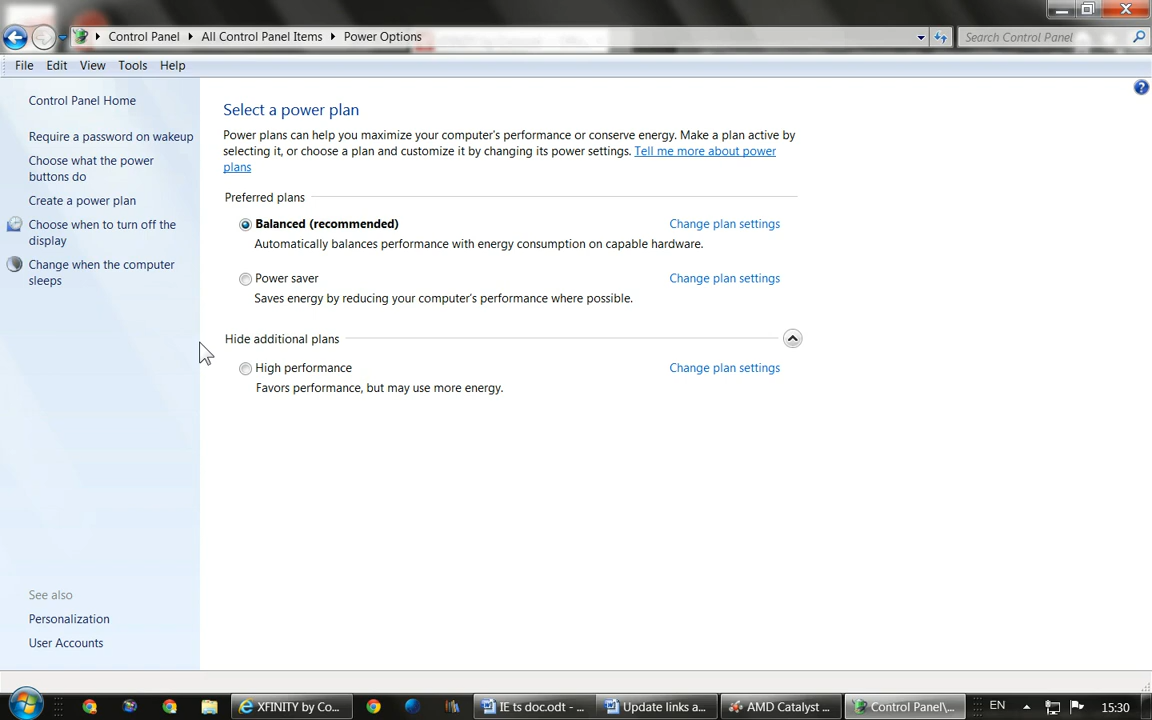 Control Panel All Control Panel Items Power Options
Search Control Panel
File Edit View Tools Help
Control Panel Home
Require a password on wakeup
Choose what the power
buttons do
Create a power plan
Choose when to turn off the
display
Change when the computer
sleeps
See also
Personalization
User Accounts
Select a power plan
Power plans can help you maximize your computer's performance or conserve energy. Make a plan active by
selecting it, or choose a plan and customize it by changing its power settings. Tell me more about power
plans
Preferred plans
Balanced (recommended) Change plan settings
Automatically balances performance with energy consumption on capable hardware.
Power saver Change plan settings
Saves energy by reducing your computer's performance where possible.
Hide additional plans
High performance Change plan settings
Favors performance, but may use more energy.
XFINITY by Co... IE ts doc.odt - ... Update links a... AMD Catalyst ... Control Panel\... EN 15:30